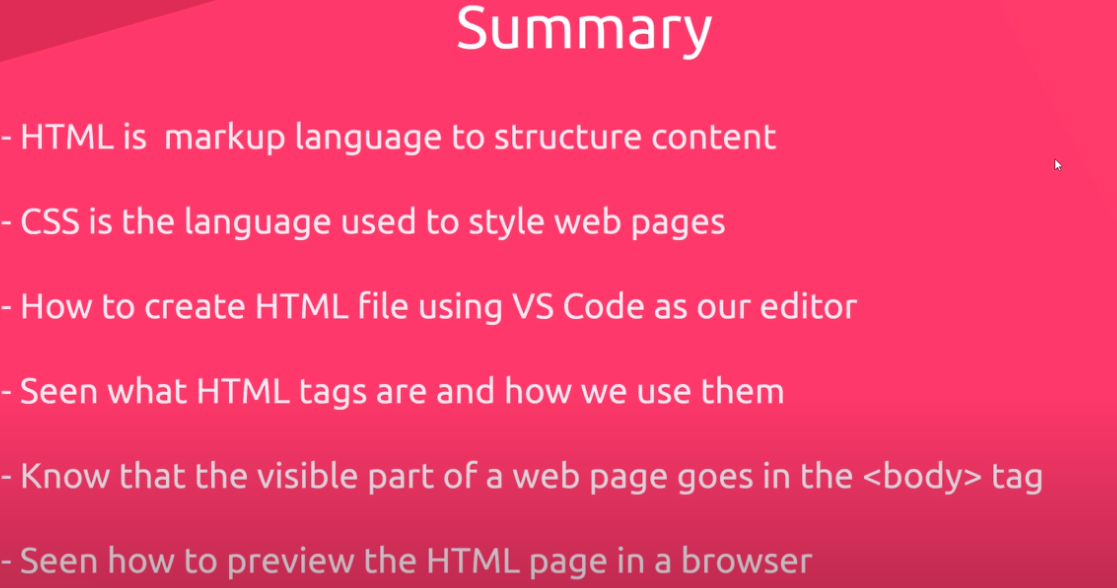 Summary
- HTML is  markup language to structure content
- CSS is the language used to style web pages
- How to create HTML file using VS Code as our editor
- Seen what HTML tags are and how we use them
- Know that the visible part of a web page goes in the <body> tag
- Seen how to preview the HTML page in a browser